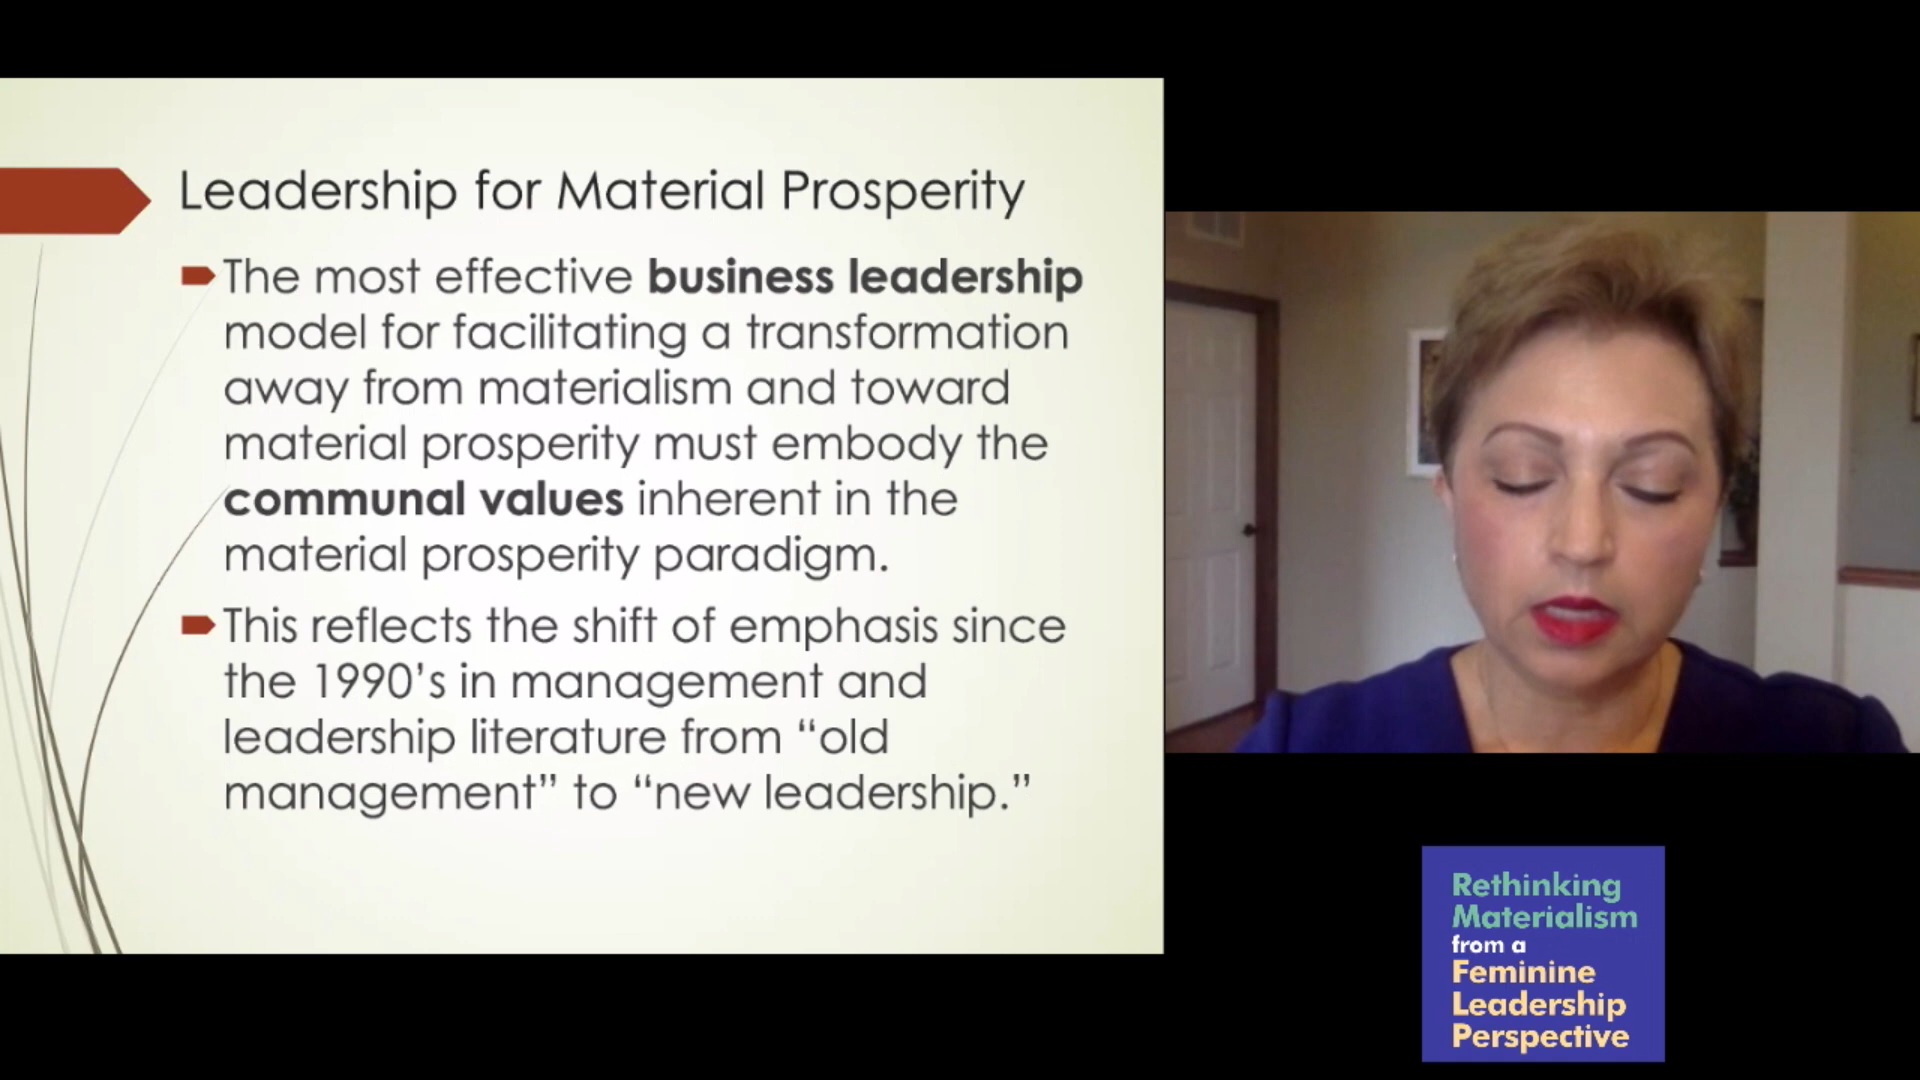 Leadership for Material Prosperity
The most effective business leadership
model for facilitating a transformation
away from materialism and toward
material prosperity must embody the
communal values inherent in the
material prosperity paradigm.
This reflects the shift of emphasis since
the 1990’s in management and
leadership literature from “old
management” to “new leadership.”
Rethinking
Materialism
from a
Feminine
Leadership
Perspective